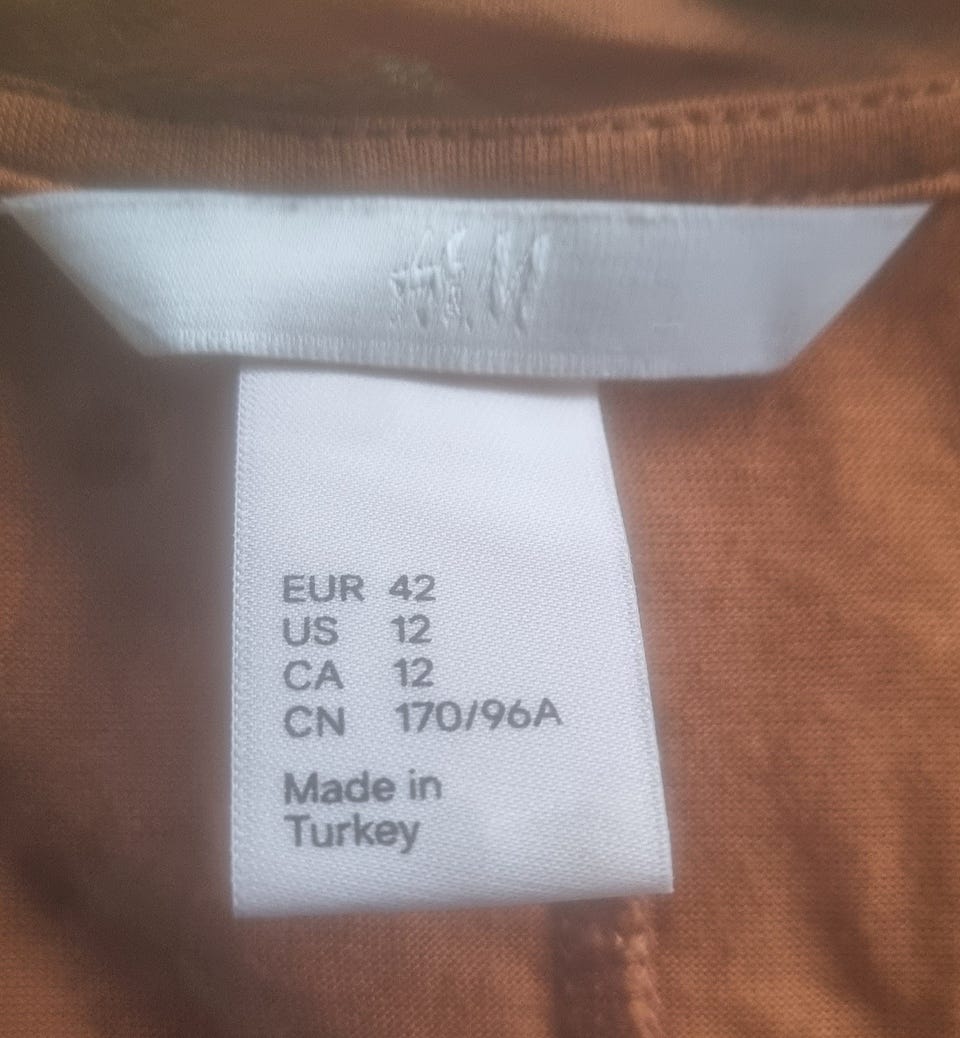 H&M
EUR 42
US 12
CA 12
CN 170/96A
Made in
Turkey